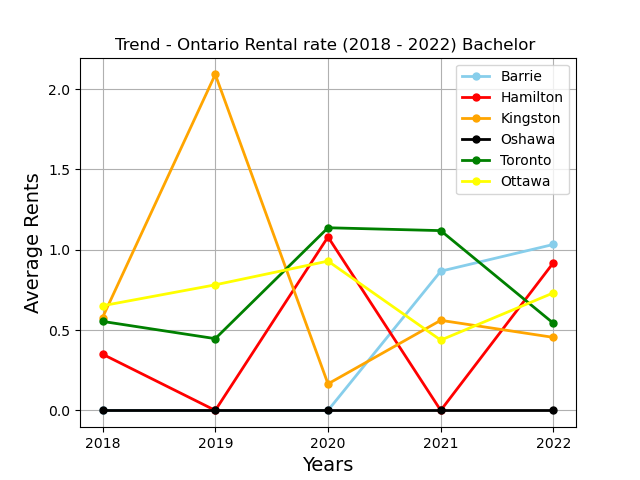 Trend - Ontario Rental rate (2018 - 2022) Bachelor
Barrie
Hamilton
Kingston
Oshawa
Toronto
Ottawa
2.0
1.5
1.0
0.5
0.0
Average Rents
2018 2019 2020 2021 2022
Years